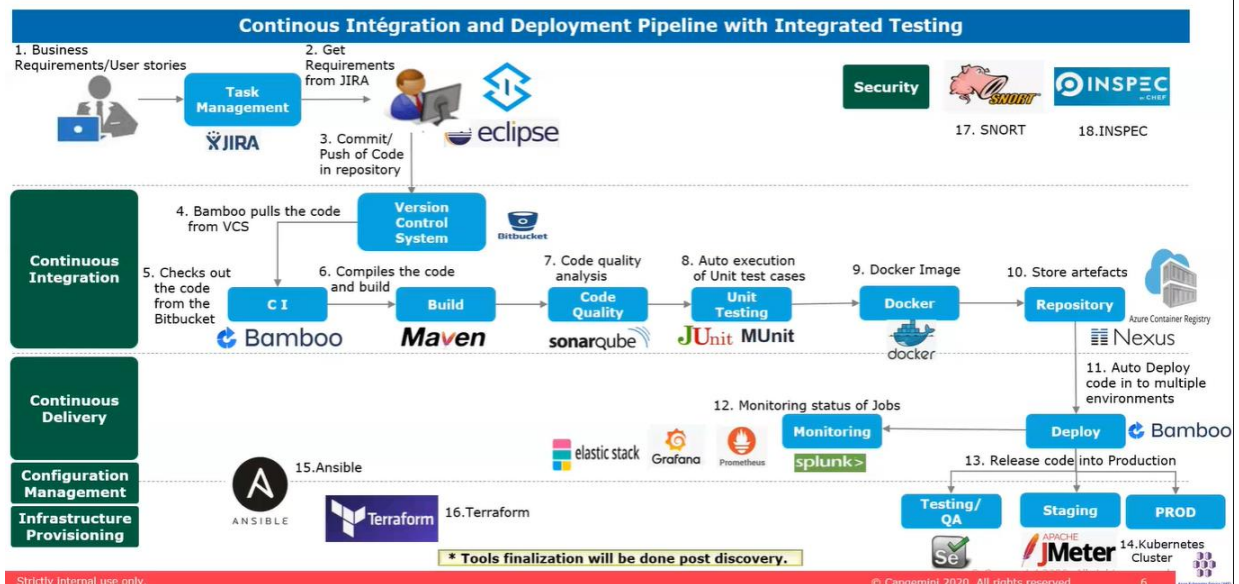 Continous Intégration and Deployment Pipeline with Integrated Testing
1. Business
Requirements/User stories
2. Get
Requirements
from JIRA
Task
Management
JIRA
eclipse
3. Commit/
Push of Code
in repository
Security
SNORT
17. SNORT
INSPEC
BY CHEF
18.INSPEC
Continuous
Integration
4. Bamboo pulls the code
from VCS
Version
Control
System
Bitbucket
5. Checks out
the code
from the
Bitbucket
C I
Bamboo
6. Compiles the code
and build
Build
Maven
7. Code quality
analysis
Code
Quality
sonarqube
8. Auto execution
of Unit test cases
Unit
Testing
JUnit MUnit
9. Docker Image
Docker
docker
10. Store artefacts
Repository
Azure Container Registry
Nexus
Continuous
Delivery
11. Auto Deploy
code in to multiple
environments
12. Monitoring status of Jobs
Monitoring
elastic stack
Grafana
Prometheus
splunk>
Deploy
Bamboo
13. Release code into Production
Configuration
Management
15.Ansible
A
ANSIBLE
Infrastructure
Provisioning
Terraform
16.Terraform
Testing/
QA
Se
Staging
APACHE
JMeter
PROD
14.Kubernetes
Cluster
* Tools finalization will be done post discovery.
Strictly internal use only.
© Capgemini 2020. All rights reserved
6